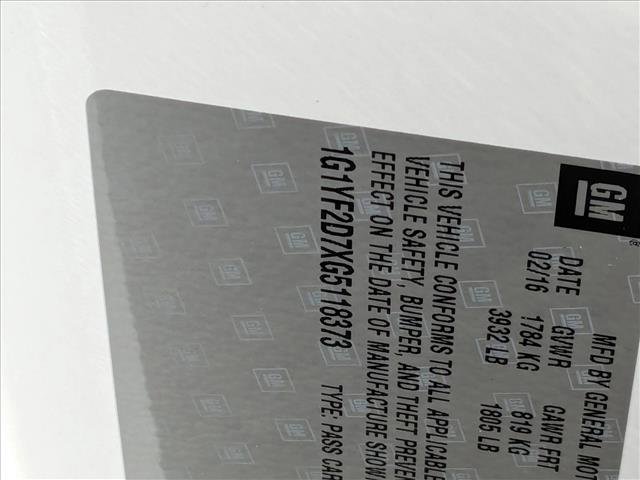 GM
MFD BY GENERAL MOT
DATE GVWR GAWR FRT
02/16 1784 KG 819 KG
3932 LB 1805 LB
THIS VEHICLE CONFORMS TO ALL APPLICABLE
VEHICLE SAFETY, BUMPER, AND THEFT PREVEN
EFFECT ON THE DATE OF MANUFACTURE SHOWN
1G1YF2D7XG5118373 TYPE: PASS CAR